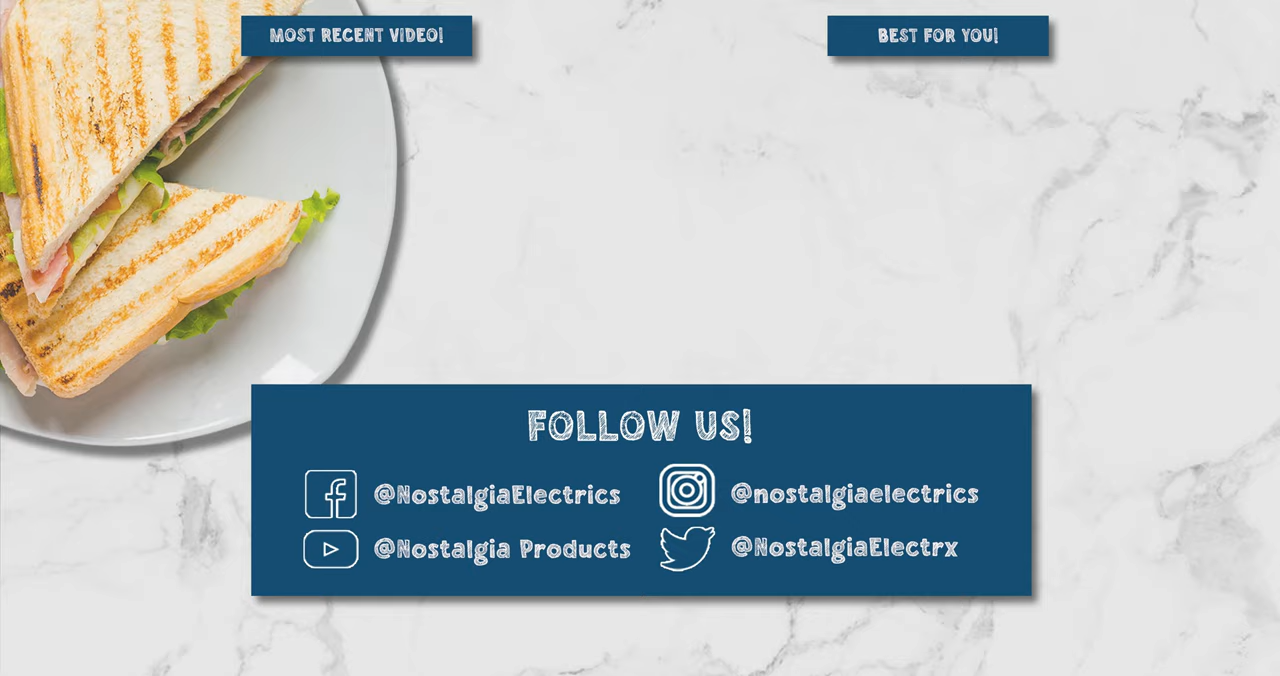 MOST RECENT VIDEO!
BEST FOR YOU!
FOLLOW US!
@NostalgiaElectrics
@nostalgiaelectrics
@Nostalgia Products
@NostalgiaElectrx